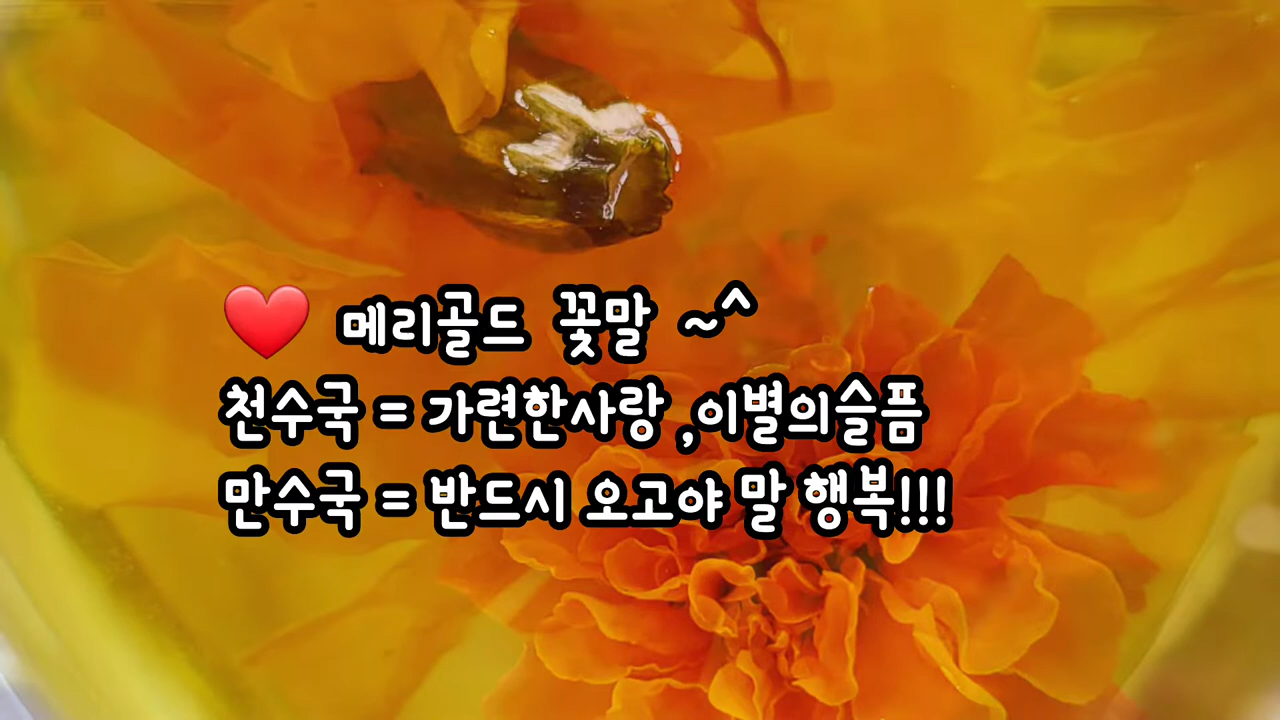 ❤️ 메리골드 꽃말 ~^
천수국 = 가련한사랑 ,이별의슬픔
만수국 = 반드시 오고야 말 행복!!!